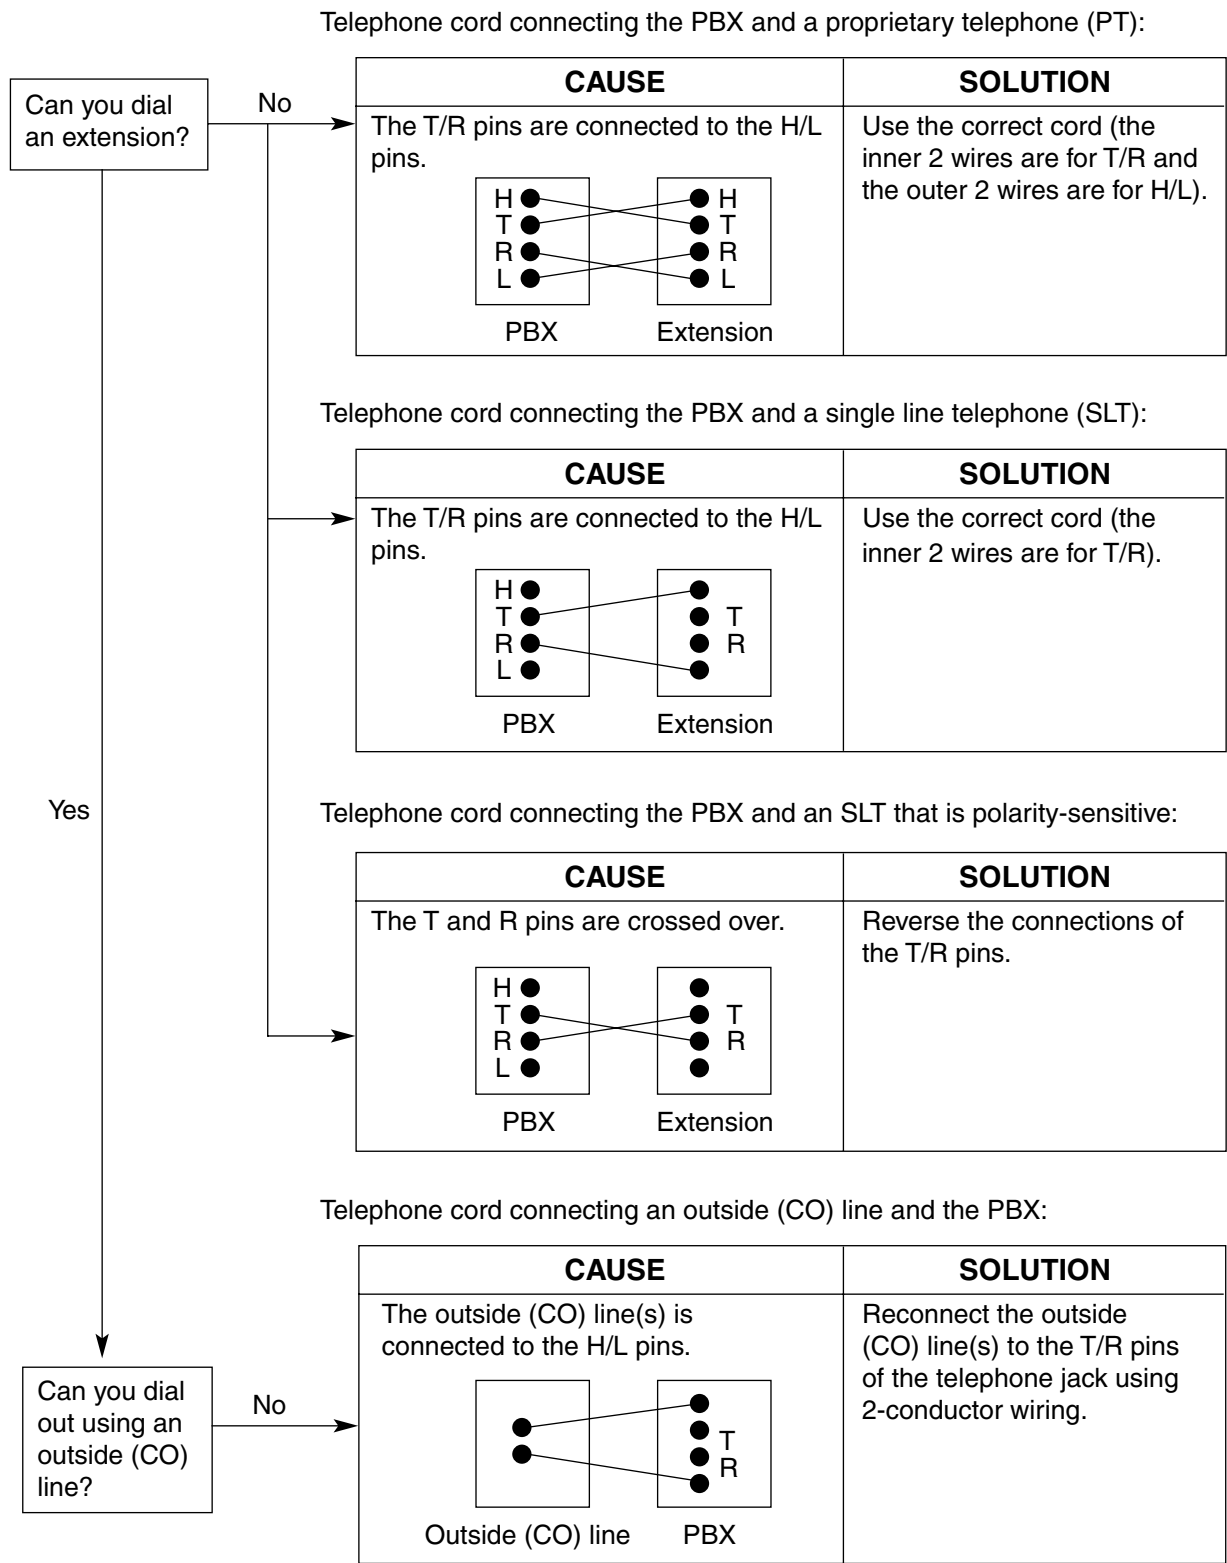 Telephone cord connecting the PBX and a proprietary telephone (PT):
Can you dial
an extension?
No
CAUSE
SOLUTION
The T/R pins are connected to the H/L
pins.
Use the correct cord (the
inner 2 wires are for T/R and
the outer 2 wires are for H/L).
H
H
T
T
R
R
L
L
PBX
Extension
Telephone cord connecting the PBX and a single line telephone (SLT):
CAUSE
SOLUTION
The T/R pins are connected to the H/L
pins.
Use the correct cord (the
inner 2 wires are for T/R).
H
T
T
R
R
L
PBX
Extension
Yes
Telephone cord connecting the PBX and an SLT that is polarity-sensitive:
CAUSE
SOLUTION
The T and R pins are crossed over.
Reverse the connections of
the T/R pins.
H
T
T
R
R
L
PBX
Extension
Telephone cord connecting an outside (CO) line and the PBX:
CAUSE
SOLUTION
The outside (CO) line(s) is
connected to the H/L pins.
Reconnect the outside
(CO) line(s) to the T/R pins
of the telephone jack using
2-conductor wiring.
Can you dial
out using an
outside (CO)
line?
No
T
R
Outside (CO) line
PBX